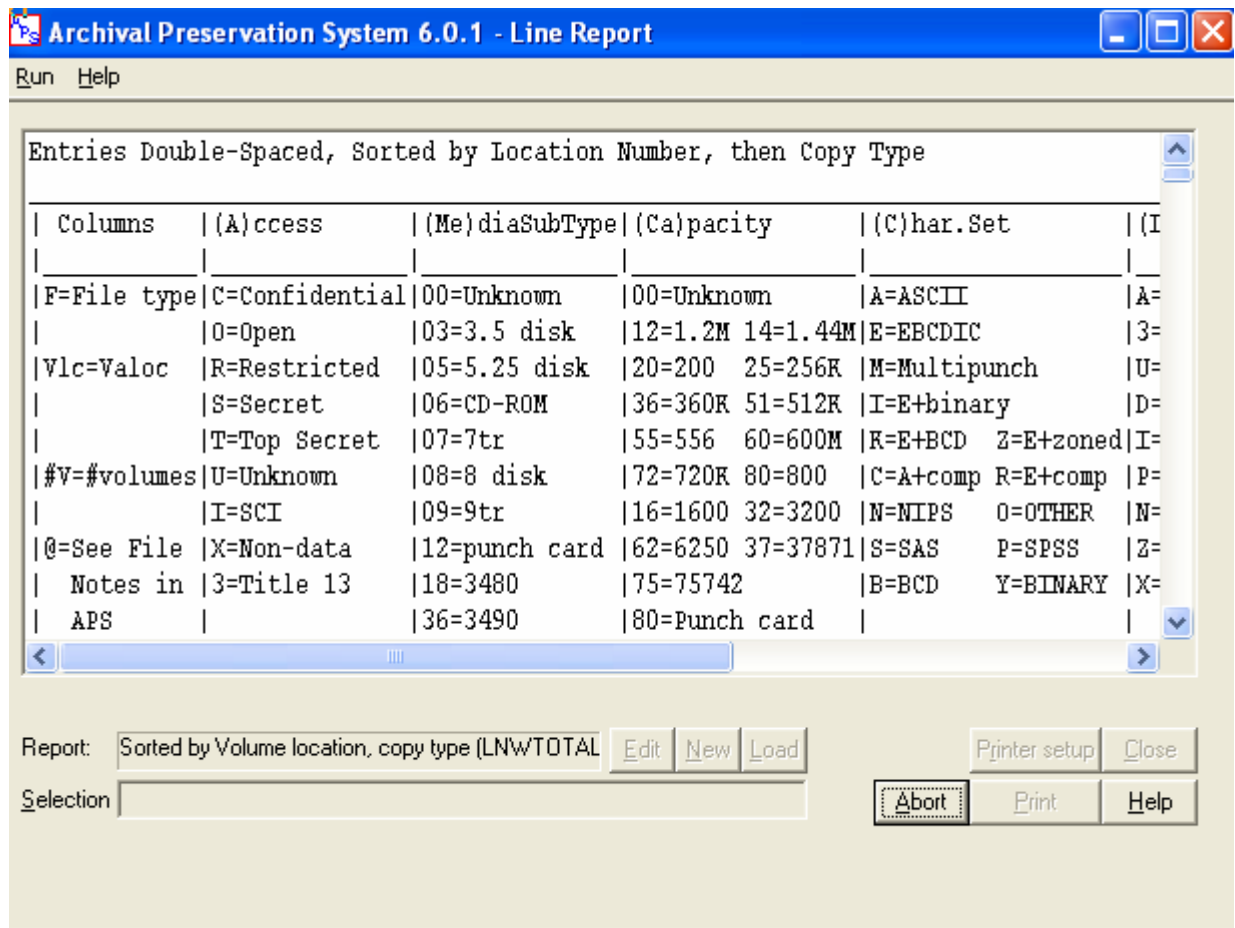 Archival Preservation System 6.0.1 - Line Report
Run Help
Entries Double-Spaced, Sorted by Location Number, then Copy Type
| Columns |(A)ccess |(Me)diaSubType|(Ca)pacity |(C)har.Set |(I
|F=File type|C=Confidential|00=Unknown |00=Unknown |A=ASCII |A=
| |O=Open |03=3.5 disk |12=1.2M 14=1.44M|E=EBCDIC |3=
|Vlc=Valoc |R=Restricted |05=5.25 disk |20=200 25=256K |M=Multipunch |U=
| |S=Secret |06=CD-ROM |36=360K 51=512K |I=E+binary |D=
| |T=Top Secret |07=7tr |55=556 60=600M |K=E+BCD Z=E+zoned|I=
|#V=#volumes|U=Unknown |08=8 disk |72=720K 80=800 |C=A+comp R=E+comp |P=
| |I=SCI |09=9tr |16=1600 32=3200 |N=NIPS O=OTHER |N=
|@=See File |X=Non-data |12=punch card |62=6250 37=37871|S=SAS P=SPSS |Z=
| Notes in |3=Title 13 |18=3480 |75=75742 |B=BCD Y=BINARY |X=
| APS | |36=3490 |80=Punch card | |
Report: Sorted by Volume location, copy type (LNWTOTAL Edit New Load Printer setup Close
Selection Abort Print Help